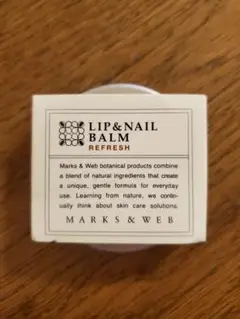 LIP&NAIL
BALM
REFRESH
Marks & Web botanical products combine
a blend of natural ingredients that create
a unique, gentle formula for everyday
use. Learning from nature, we conti-
ually think about skin care solutions.
MARKS & WEB